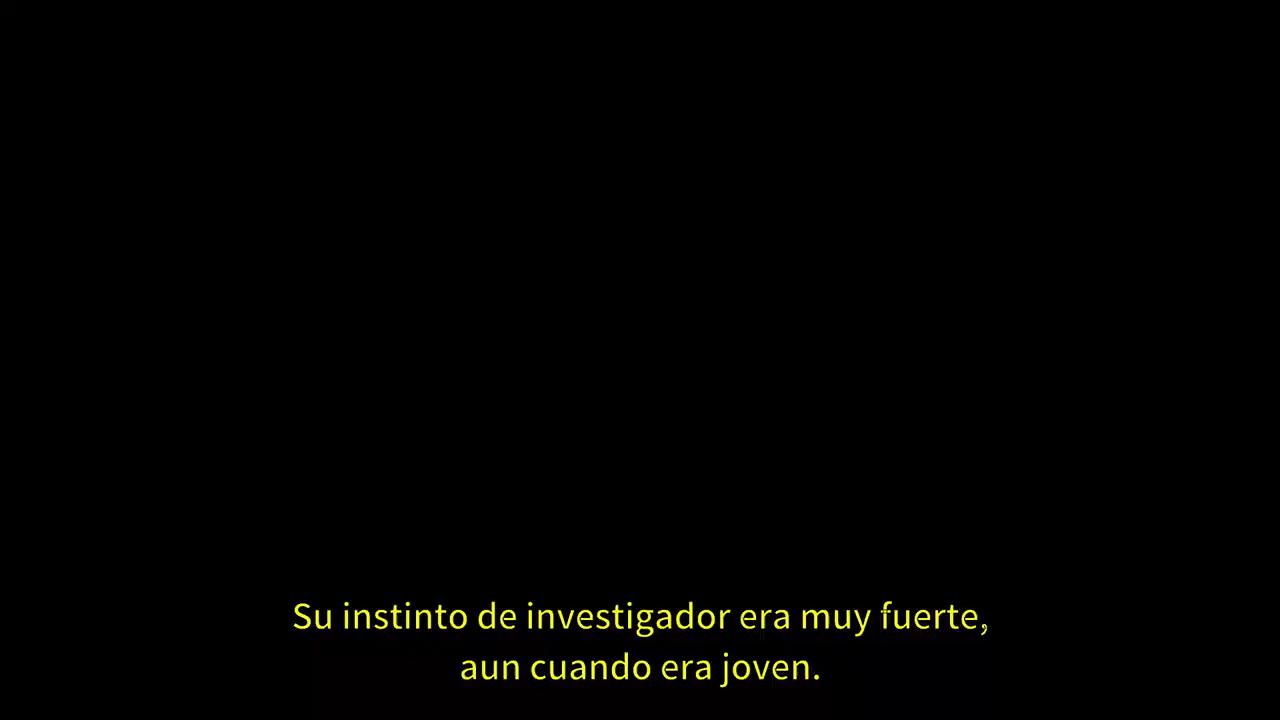 Su instinto de investigador era muy fuerte,
aun cuando era joven.